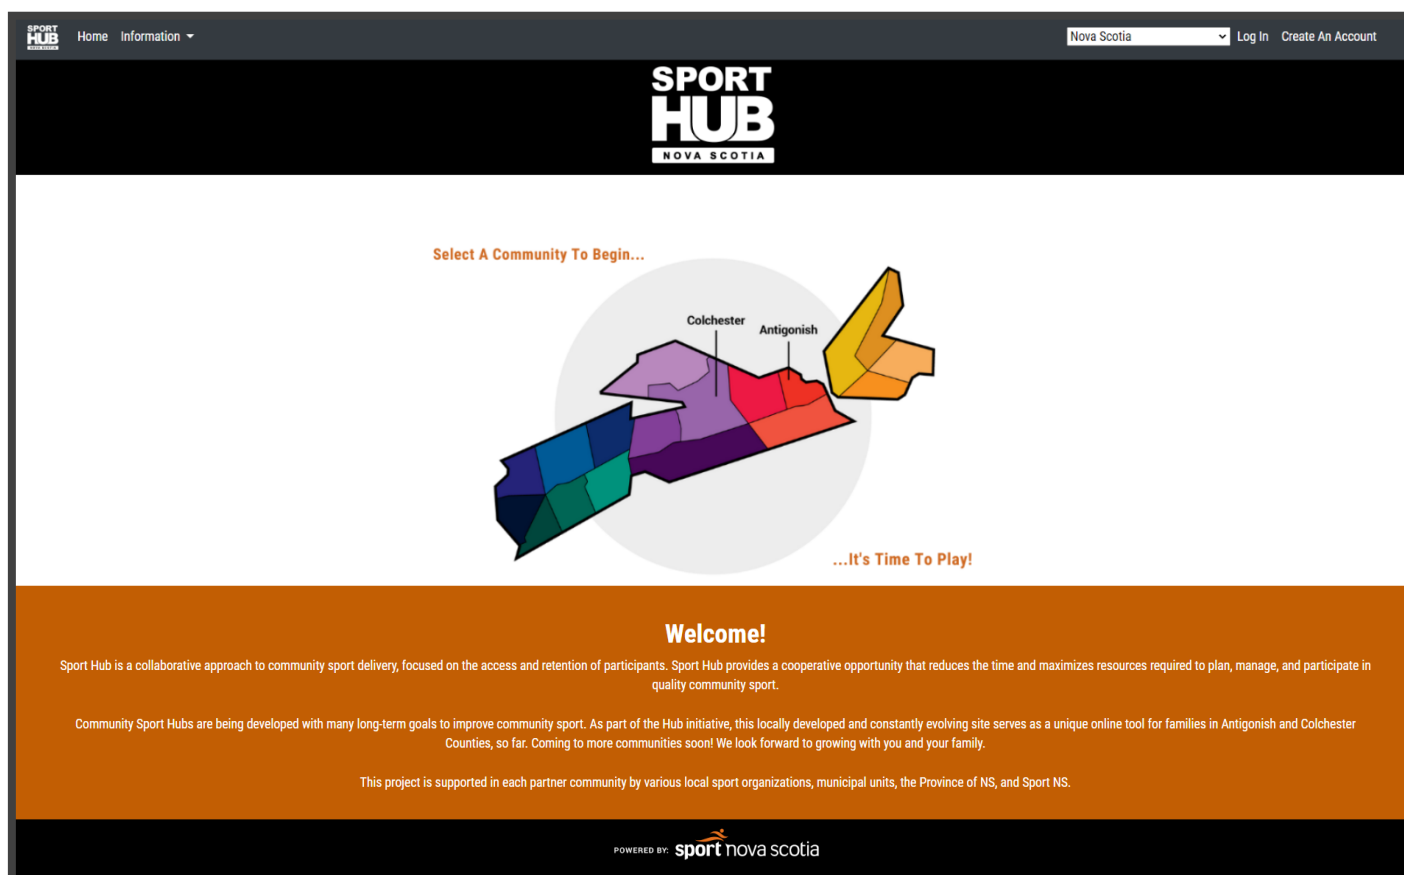 SPORT
HUB
NOVA SCOTIA
Home Information
Nova Scotia
Log In Create An Account
SPORT
HUB
NOVA SCOTIA
Select A Community To Begin...
Colchester
Antigonish
...It's Time To Play!
Welcome!
Sport Hub is a collaborative approach to community sport delivery, focused on the access and retention of participants. Sport Hub provides a cooperative opportunity that reduces the time and maximizes resources required to plan, manage, and participate in
quality community sport.
Community Sport Hubs are being developed with many long-term goals to improve community sport. As part of the Hub initiative, this locally developed and constantly evolving site serves as a unique online tool for families in Antigonish and Colchester
Counties, so far. Coming to more communities soon! We look forward to growing with you and your family.
This project is supported in each partner community by various local sport organizations, municipal units, the Province of NS, and Sport NS.
POWERED BY: sport nova scotia